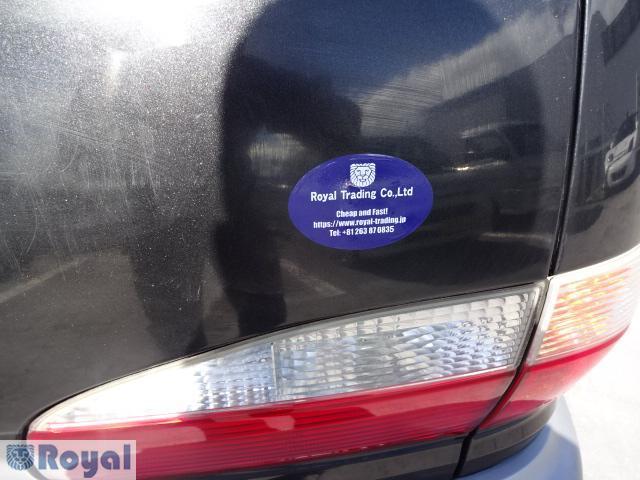 Royal Trading Co.,Ltd
Cheap and Fast!
https://www.royal-trading.jp
Tel: +81 263 87 0835
Royal